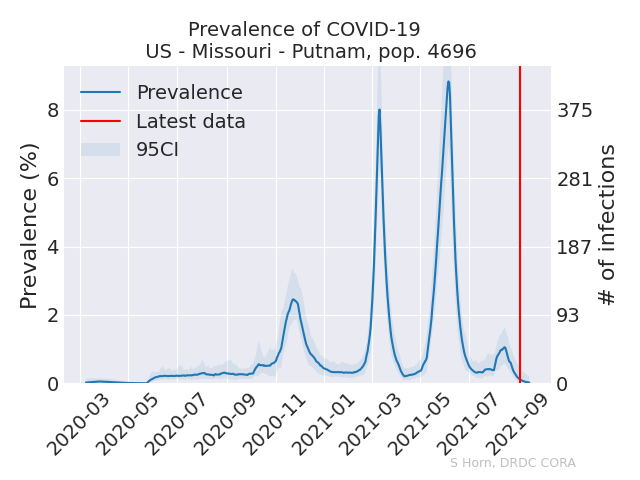 Prevalence of COVID-19
US - Missouri - Putnam, pop. 4696
Prevalence
Latest data
95CI
Prevalence (%)
8
6
4
2
0
# of infections
375
281
187
93
0
2020-03
2020-05
2020-07
2020-09
2020-11
2021-01
2021-03
2021-05
2021-07
2021-09
S Horn, DRDC CORA